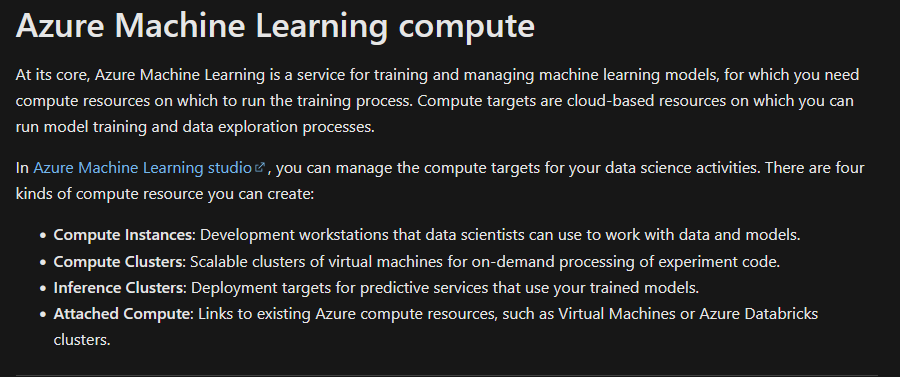 Azure Machine Learning compute
At its core, Azure Machine Learning is a service for training and managing machine learning models, for which you need
compute resources on which to run the training process. Compute targets are cloud-based resources on which you can
run model training and data exploration processes.
In Azure Machine Learning studio, you can manage the compute targets for your data science activities. There are four
kinds of compute resource you can create:
• Compute Instances: Development workstations that data scientists can use to work with data and models.
• Compute Clusters: Scalable clusters of virtual machines for on-demand processing of experiment code.
• Inference Clusters: Deployment targets for predictive services that use your trained models.
• Attached Compute: Links to existing Azure compute resources, such as Virtual Machines or Azure Databricks
clusters.